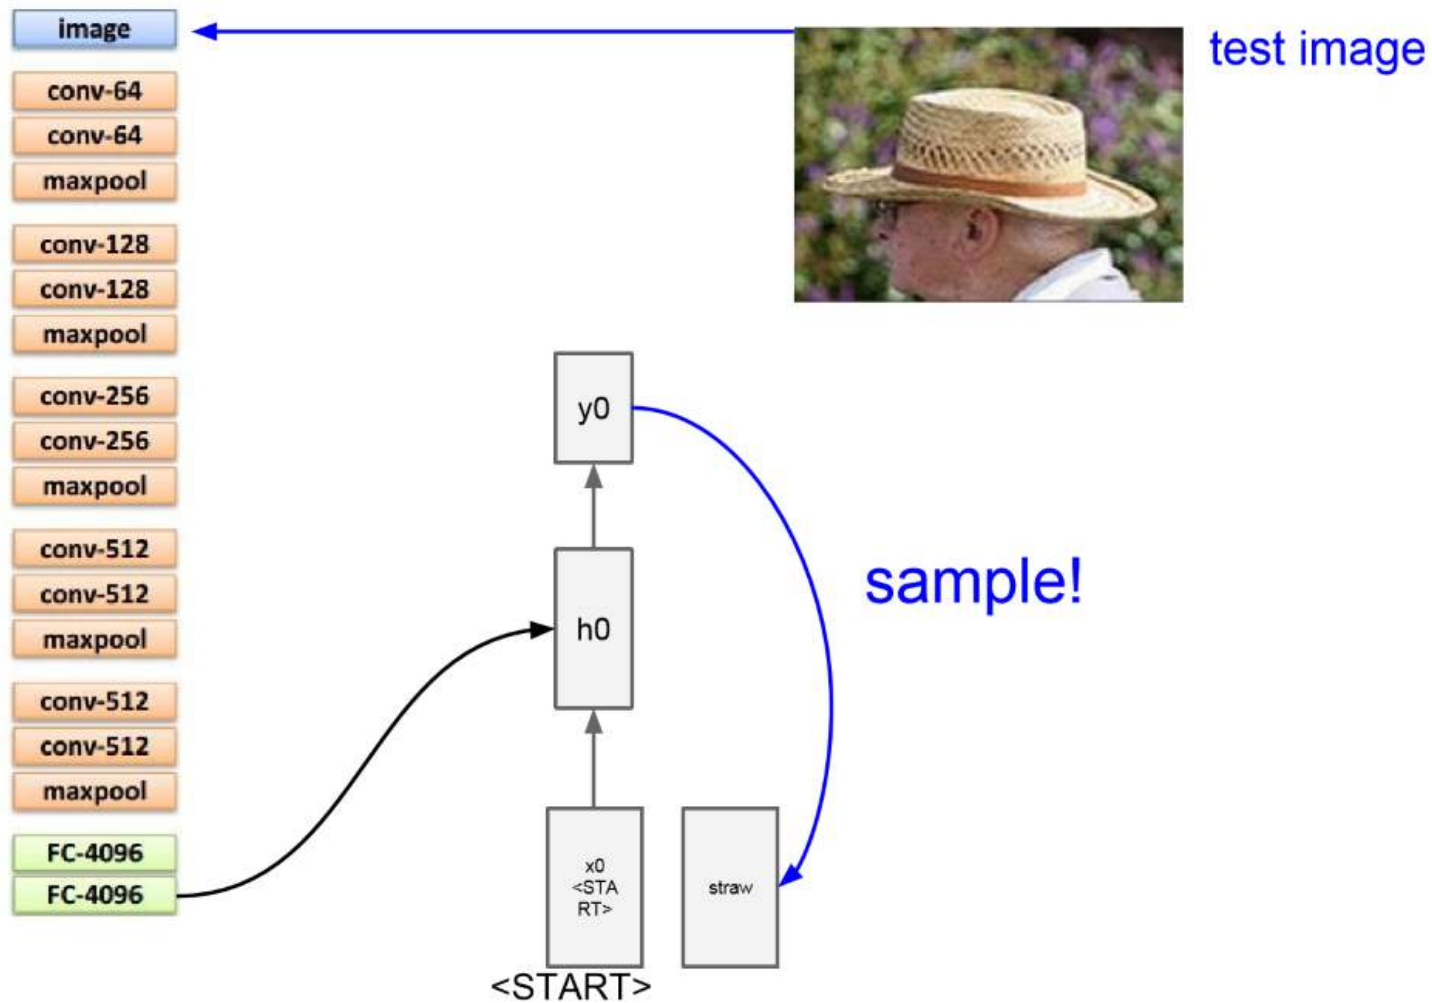 image
conv-64
conv-64
maxpool
conv-128
conv-128
maxpool
conv-256
conv-256
maxpool
conv-512
conv-512
maxpool
conv-512
conv-512
maxpool
FC-4096
FC-4096
test image
y0
h0
sample!
x0
<STA
RT>
straw
<START>